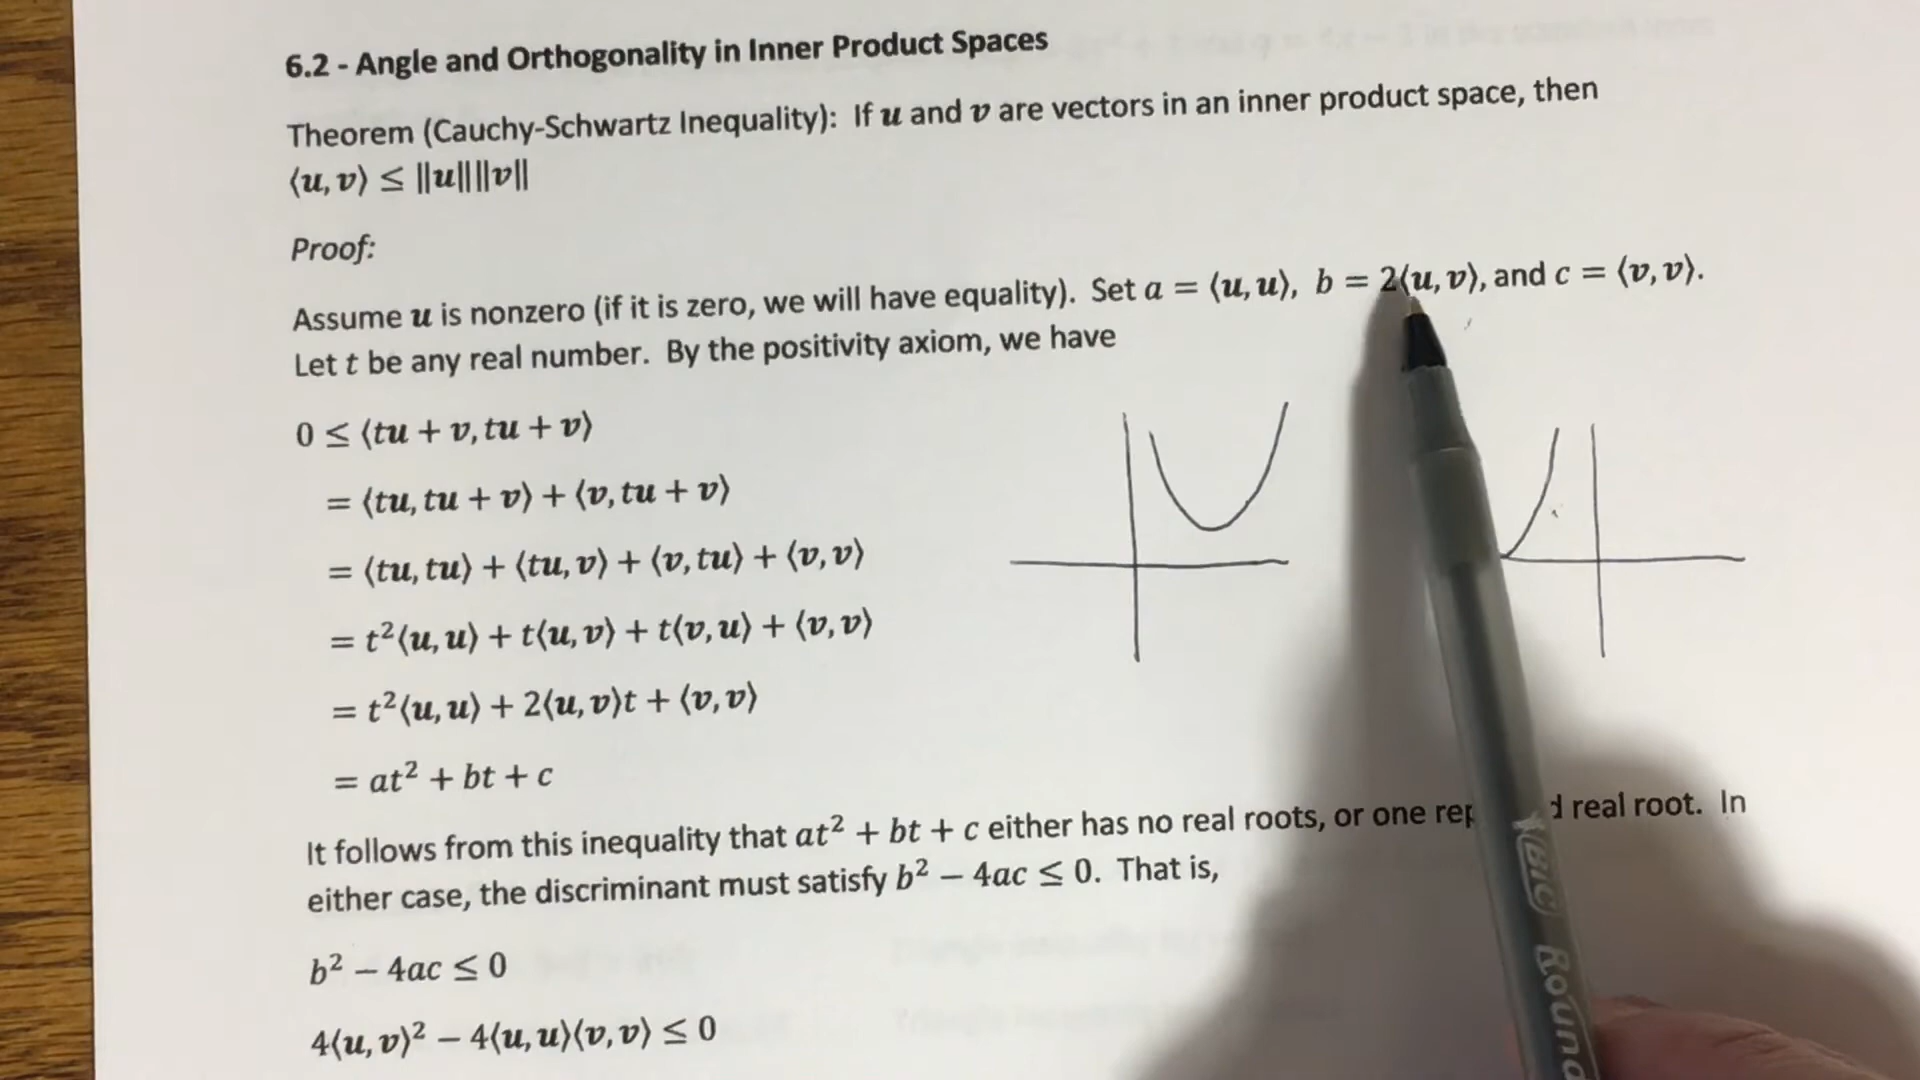 6.2 - Angle and Orthogonality in Inner Product Spaces
Theorem (Cauchy-Schwartz Inequality): If u and v are vectors in an inner product space, then
⟨u, v⟩ ≤ ‖u‖‖v‖
Proof:
Assume u is nonzero (if it is zero, we will have equality). Set a = ⟨u, u⟩, b = 2⟨u, v⟩, and c = ⟨v, v⟩.
Let t be any real number. By the positivity axiom, we have
0 ≤ ⟨tu + v, tu + v⟩
= ⟨tu, tu + v⟩ + ⟨v, tu + v⟩
= ⟨tu, tu⟩ + ⟨tu, v⟩ + ⟨v, tu⟩ + ⟨v, v⟩
= t²⟨u, u⟩ + t⟨u, v⟩ + t⟨v, u⟩ + ⟨v, v⟩
= t²⟨u, u⟩ + 2⟨u, v⟩t + ⟨v, v⟩
= at² + bt + c
It follows from this inequality that at² + bt + c either has no real roots, or one real root. In
either case, the discriminant must satisfy b² − 4ac ≤ 0. That is,
b² − 4ac ≤ 0
4⟨u, v⟩² − 4⟨u, u⟩⟨v, v⟩ ≤ 0
BIC Round